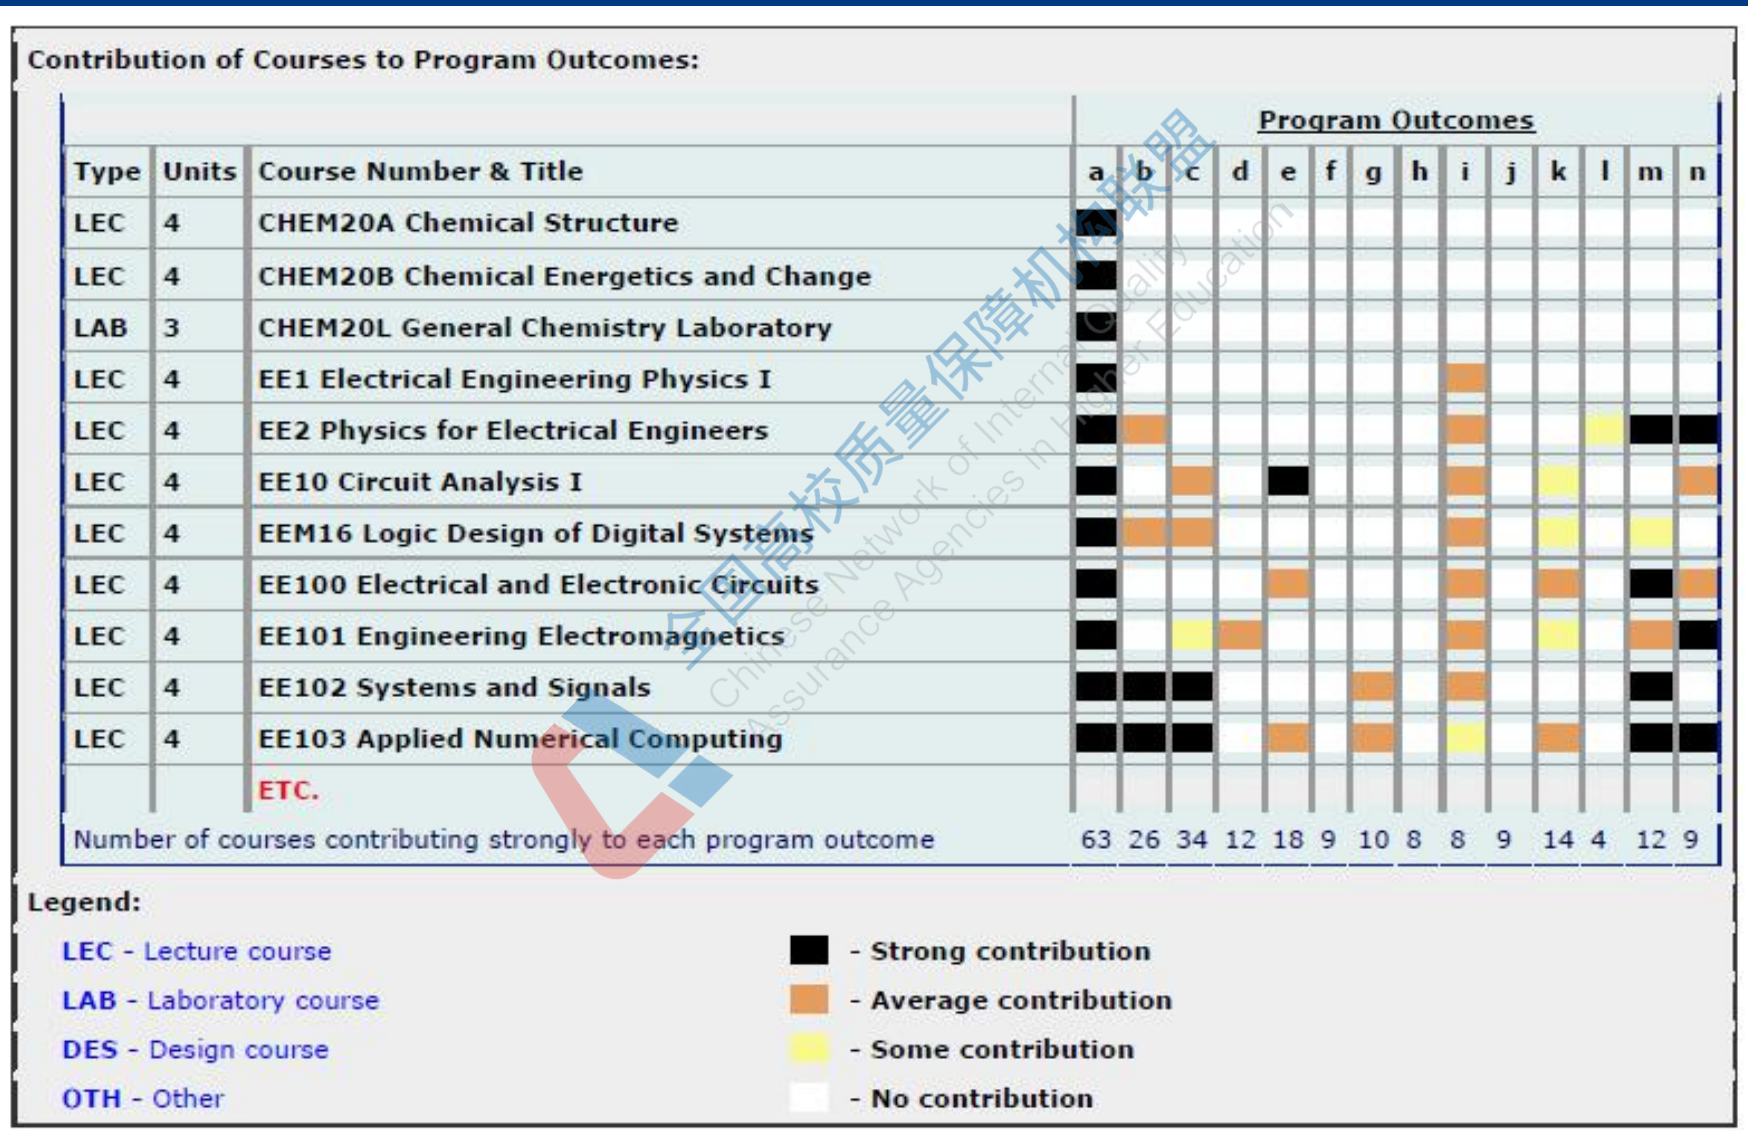 Contribution of Courses to Program Outcomes:
Program Outcomes
Type Units Course Number & Title a b c d e f g h i j k l m n
LEC 4 CHEM20A Chemical Structure
LEC 4 CHEM20B Chemical Energetics and Change
LAB 3 CHEM20L General Chemistry Laboratory
LEC 4 EE1 Electrical Engineering Physics I
LEC 4 EE2 Physics for Electrical Engineers
LEC 4 EE10 Circuit Analysis I
LEC 4 EEM16 Logic Design of Digital Systems
LEC 4 EE100 Electrical and Electronic Circuits
LEC 4 EE101 Engineering Electromagnetics
LEC 4 EE102 Systems and Signals
LEC 4 EE103 Applied Numerical Computing
ETC.
Number of courses contributing strongly to each program outcome 63 26 34 12 18 9 10 8 8 9 14 4 12 9
Legend:
LEC - Lecture course - Strong contribution
LAB - Laboratory course - Average contribution
DES - Design course - Some contribution
OTH - Other - No contribution
全国高校质量保障机构联盟
Chinese Network of Internal Quality
Assurance Agencies in Higher Education